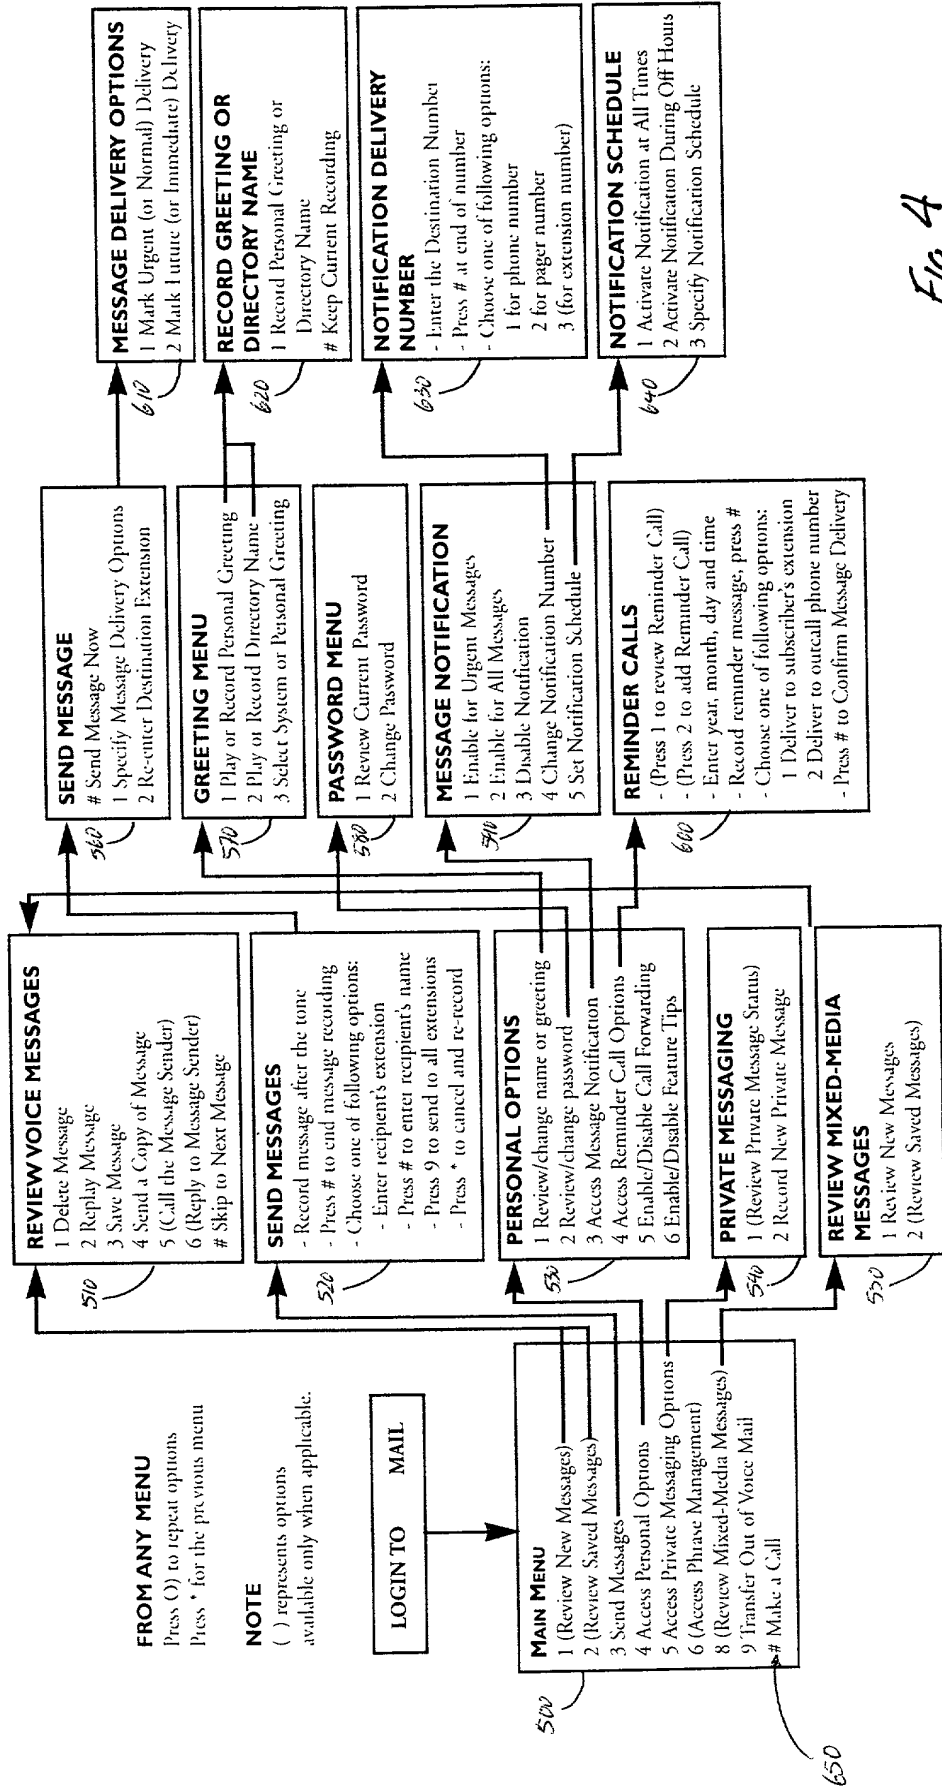 FROM ANY MENU
Press (O) to repeat options
Press * for the previous menu
NOTE
( ) represents options
available only when applicable.
LOGIN TO MAIL
MAIN MENU
1 (Review New Messages)
2 (Review Saved Messages)
3 Send Messages
4 Access Personal Options
5 Access Private Messaging Options
6 (Access Phrase Management)
8 (Review Mixed-Media Messages)
9 Transfer Out of Voice Mail
# Make a Call
500
650
REVIEW VOICE MESSAGES
1 Delete Message
2 Replay Message
3 Save Message
4 Send a Copy of Message
5 (Call the Message Sender)
6 (Reply to Message Sender)
# Skip to Next Message
510
SEND MESSAGES
- Record message after the tone
- Press # to end message recording
- Choose one of following options:
- Enter recipient's extension
- Press # to enter recipient's name
- Press 9 to send to all extensions
- Press * to cancel and re-record
520
PERSONAL OPTIONS
1 Review/change name or greeting
2 Review/change password
3 Access Message Notification
4 Access Reminder Call Options
5 Enable/Disable Call Forwarding
6 Enable/Disable Feature Tips
530
PRIVATE MESSAGING
1 (Review Private Message Status)
2 Record New Private Message
540
REVIEW MIXED-MEDIA
MESSAGES
1 Review New Messages
2 (Review Saved Messages)
550
SEND MESSAGE
# Send Message Now
1 Specify Message Delivery Options
2 Re-enter Destination Extension
560
GREETING MENU
1 Play or Record Personal Greeting
2 Play or Record Directory Name
3 Select System or Personal Greeting
570
PASSWORD MENU
1 Review Current Password
2 Change Password
580
MESSAGE NOTIFICATION
1 Enable for Urgent Messages
2 Enable for All Messages
3 Disable Notification
4 Change Notification Number
5 Set Notification Schedule
590
REMINDER CALLS
- (Press 1 to review Reminder Call)
- (Press 2 to add Reminder Call)
- Enter year, month, day and time
- Record reminder message, press #
- Choose one of following options:
1 Deliver to subscriber's extension
2 Deliver to outcall phone number
- Press # to Confirm Message Delivery
600
MESSAGE DELIVERY OPTIONS
1 Mark Urgent (or Normal) Delivery
2 Mark Future (or Immediate) Delivery
610
RECORD GREETING OR
DIRECTORY NAME
1 Record Personal Greeting or
Directory Name
# Keep Current Recording
620
NOTIFICATION DELIVERY
NUMBER
- Enter the Destination Number
- Press # at end of number
- Choose one of following options:
1 for phone number
2 for pager number
3 (for extension number)
630
NOTIFICATION SCHEDULE
1 Activate Notification at All Times
2 Activate Notification During Off Hours
3 Specify Notification Schedule
640
Fig. 4